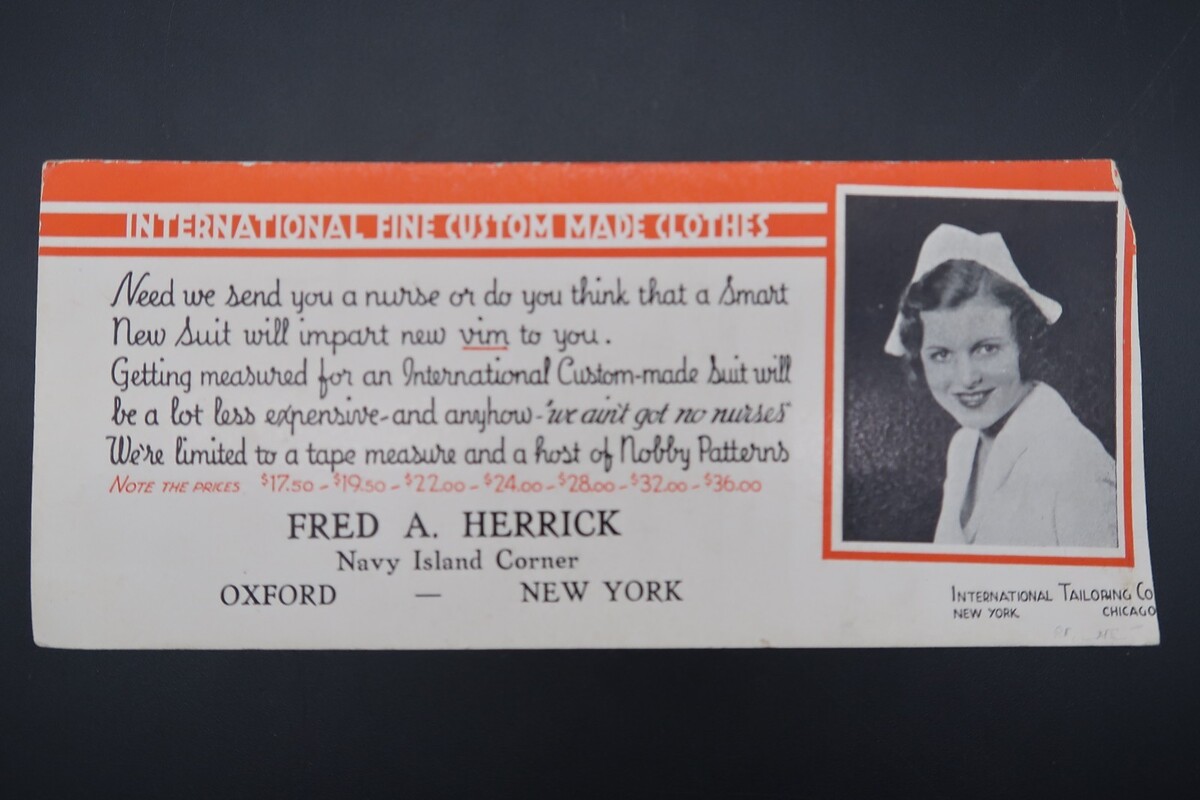 INTERNATIONAL FINE CUSTOM MADE CLOTHES
Need we send you a nurse or do you think that a Smart
New Suit will impart new vim to you.
Getting measured for an International Custom-made Suit will
be a lot less expensive-and anyhow-"we ain't got no nurses"
We're limited to a tape measure and a host of Nobby Patterns
NOTE THE PRICES $17.50 - $19.50 - $22.00 - $24.00 - $28.00 - $32.00 - $36.00
FRED A. HERRICK
Navy Island Corner
OXFORD — NEW YORK
INTERNATIONAL TAILORING CO
NEW YORK CHICAGO